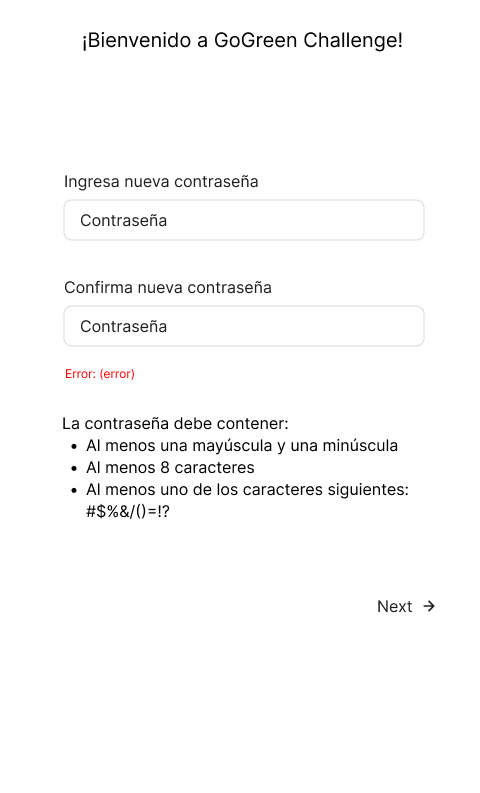 ¡Bienvenido a GoGreen Challenge!
Ingresa nueva contraseña
Contraseña
Confirma nueva contraseña
Contraseña
Error: (error)
La contraseña debe contener:
• Al menos una mayúscula y una minúscula
• Al menos 8 caracteres
• Al menos uno de los caracteres siguientes:
#$%&/()=!?
Next →